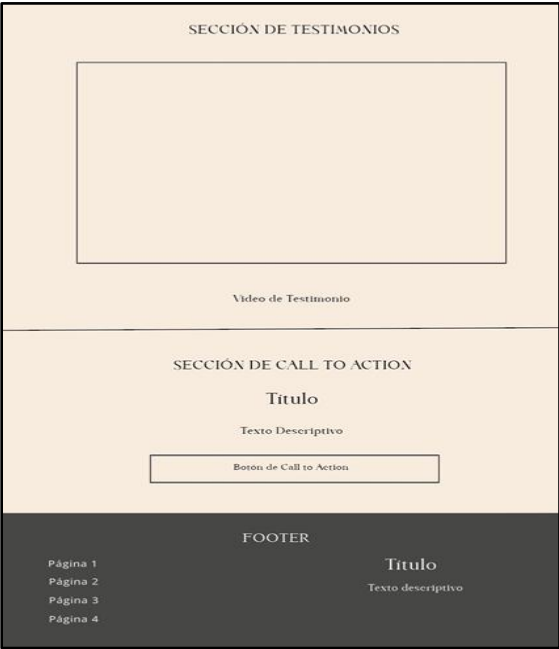 SECCIÓN DE TESTIMONIOS
Video de Testimonio
SECCIÓN DE CALL TO ACTION
Título
Texto Descriptivo
Botón de Call to Action
FOOTER
Página 1
Página 2
Página 3
Página 4
Título
Texto descriptivo